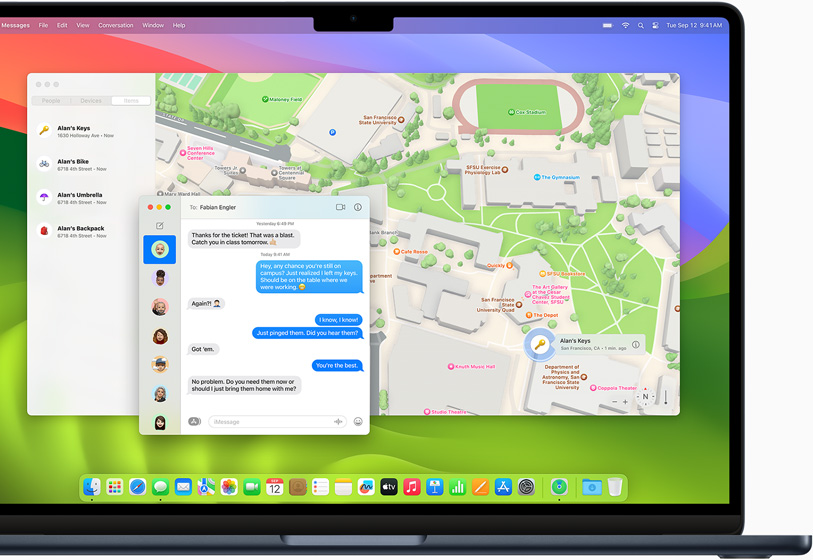 Messages File Edit View Conversation Window Help
Tue Sep 12 9:41 AM
People Devices Items
Alan's Keys
1630 Holloway Ave • Now
Alan's Bike
6718 4th Street • Now
Alan's Umbrella
6718 4th Street • Now
Alan's Backpack
6718 4th Street • Now
Maloney Field
STATE DR
San Francisco
State University
P
Cox Stadium
Seven Hills
Conference
Center
Towers Jr.
Square
Towers at
Centennial
Square
Mary Ward Hall
SFSU Exercise
Physiology Lab
The Gymnasium
Bank Branch
Cafe Rosso
Quickly
SFSU Bookstore
The Art Gallery
at the Cesar
Chavez Student
Center, SFSU
San Francisco
State
University Quad
The Depot
Alan's Keys
San Francisco, CA • 1 min. ago
Knuth Music Hall
Department of
Physics and
Astronomy, San
Francisco State
University
Coppola Theater
Studio Theatre
N
To: Fabian Engler
Yesterday 6:49 PM
Thanks for the ticket! That was a blast.
Catch you in class tomorrow. 🤙🏼
Today 9:41 AM
Hey, any chance you're still on
campus? Just realized I left my keys.
Should be on the table where we
were working. 😬
Again?! 🤦🏻
I know, I know!
Just pinged them. Did you hear them?
Got 'em.
You're the best.
No problem. Do you need them now or
should I just bring them home with me?
iMessage
SEP
12
tv